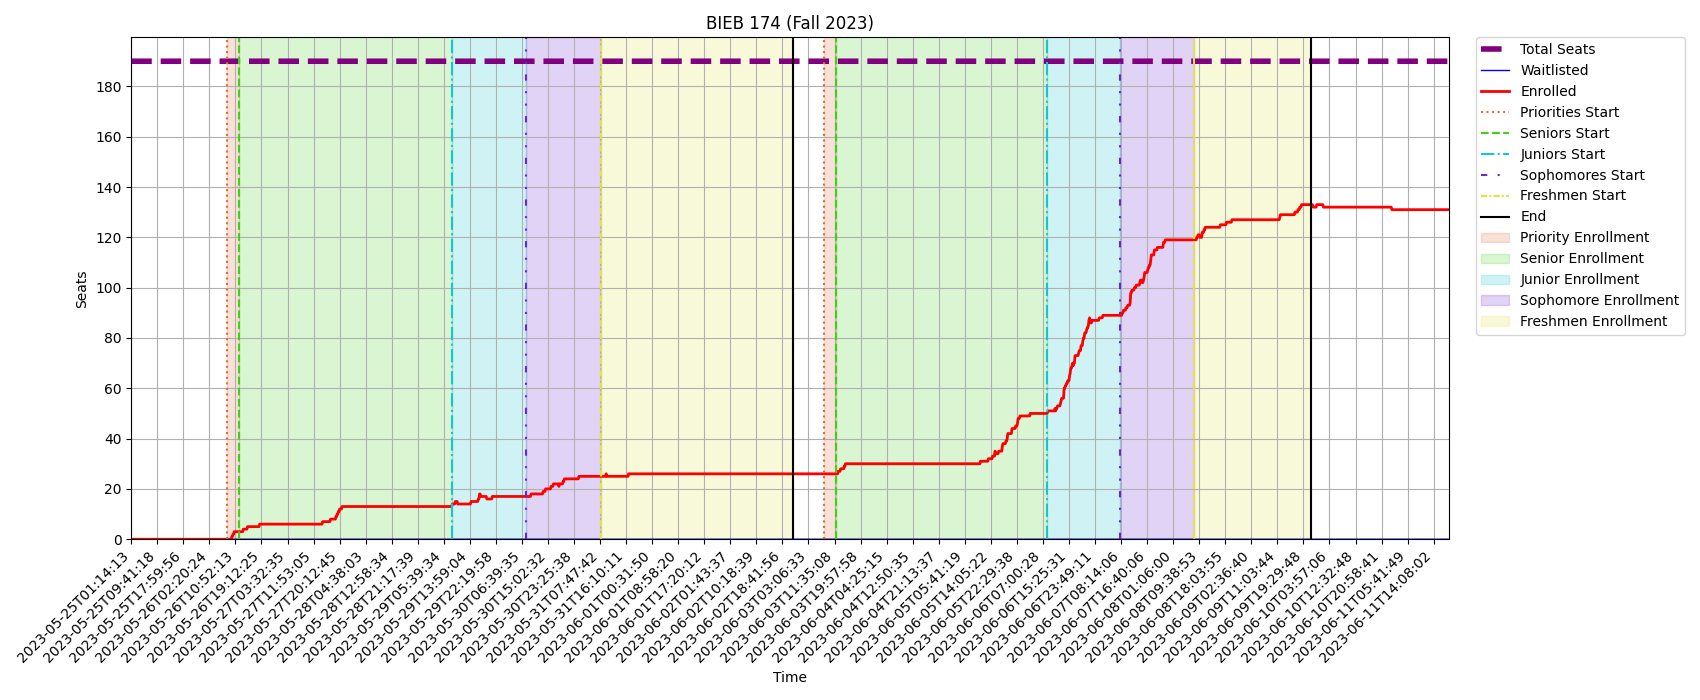 BIEB 174 (Fall 2023)
Total Seats
Waitlisted
Enrolled
Priorities Start
Seniors Start
Juniors Start
Sophomores Start
Freshmen Start
End
Priority Enrollment
Senior Enrollment
Junior Enrollment
Sophomore Enrollment
Freshmen Enrollment
Seats
180
160
140
120
100
80
60
40
20
0
2023-05-25T01:14:13
2023-05-25T09:41:18
2023-05-25T17:59:56
2023-05-26T02:20:24
2023-05-26T10:52:13
2023-05-26T19:12:25
2023-05-27T03:32:35
2023-05-27T11:53:05
2023-05-27T20:12:45
2023-05-28T04:38:03
2023-05-28T12:58:34
2023-05-28T21:17:39
2023-05-29T05:39:34
2023-05-29T13:59:04
2023-05-29T22:19:58
2023-05-30T06:39:35
2023-05-30T15:02:32
2023-05-30T23:25:38
2023-05-31T07:47:42
2023-05-31T16:10:11
2023-06-01T00:31:50
2023-06-01T08:58:20
2023-06-01T17:20:12
2023-06-02T01:43:37
2023-06-02T10:18:39
2023-06-02T18:41:56
2023-06-03T03:06:33
2023-06-03T11:35:08
2023-06-03T19:57:58
2023-06-04T04:25:15
2023-06-04T12:50:35
2023-06-04T21:13:37
2023-06-05T05:41:19
2023-06-05T14:05:22
2023-06-05T22:29:38
2023-06-06T07:00:28
2023-06-06T15:25:31
2023-06-06T23:49:11
2023-06-07T08:14:06
2023-06-07T16:40:06
2023-06-08T01:06:00
2023-06-08T09:38:53
2023-06-08T18:03:55
2023-06-09T02:36:40
2023-06-09T11:03:44
2023-06-09T19:29:48
2023-06-10T03:57:06
2023-06-10T12:32:48
2023-06-10T20:58:41
2023-06-11T05:41:49
2023-06-11T14:08:02
Time